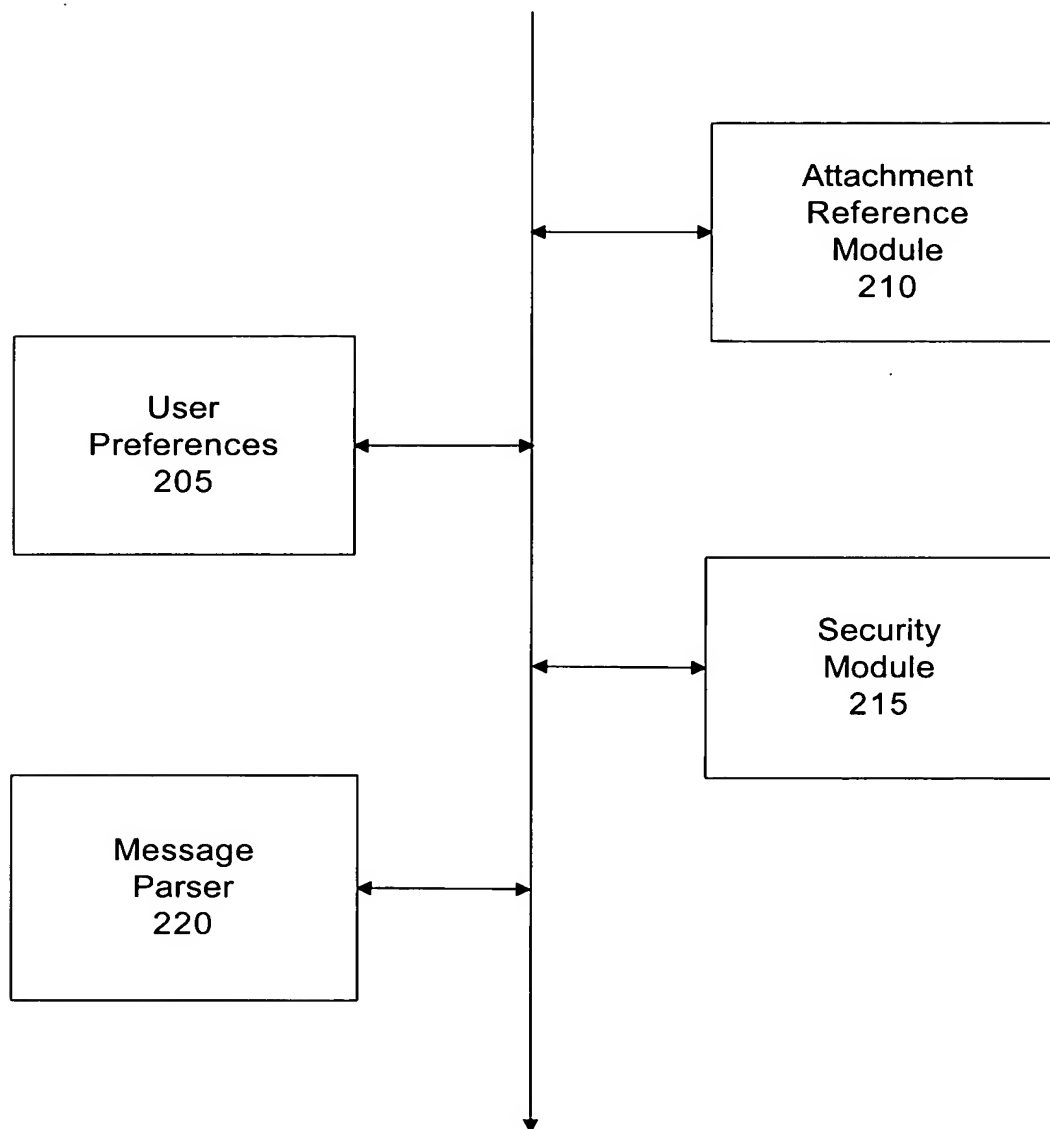 Attachment
Reference
Module
210
User
Preferences
205
Security
Module
215
Message
Parser
220